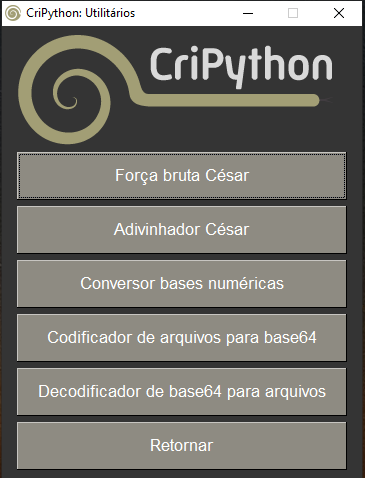 CriPython: Utilitários
CriPython
Força bruta César
Adivinhador César
Conversor bases numéricas
Codificador de arquivos para base64
Decodificador de base64 para arquivos
Retornar